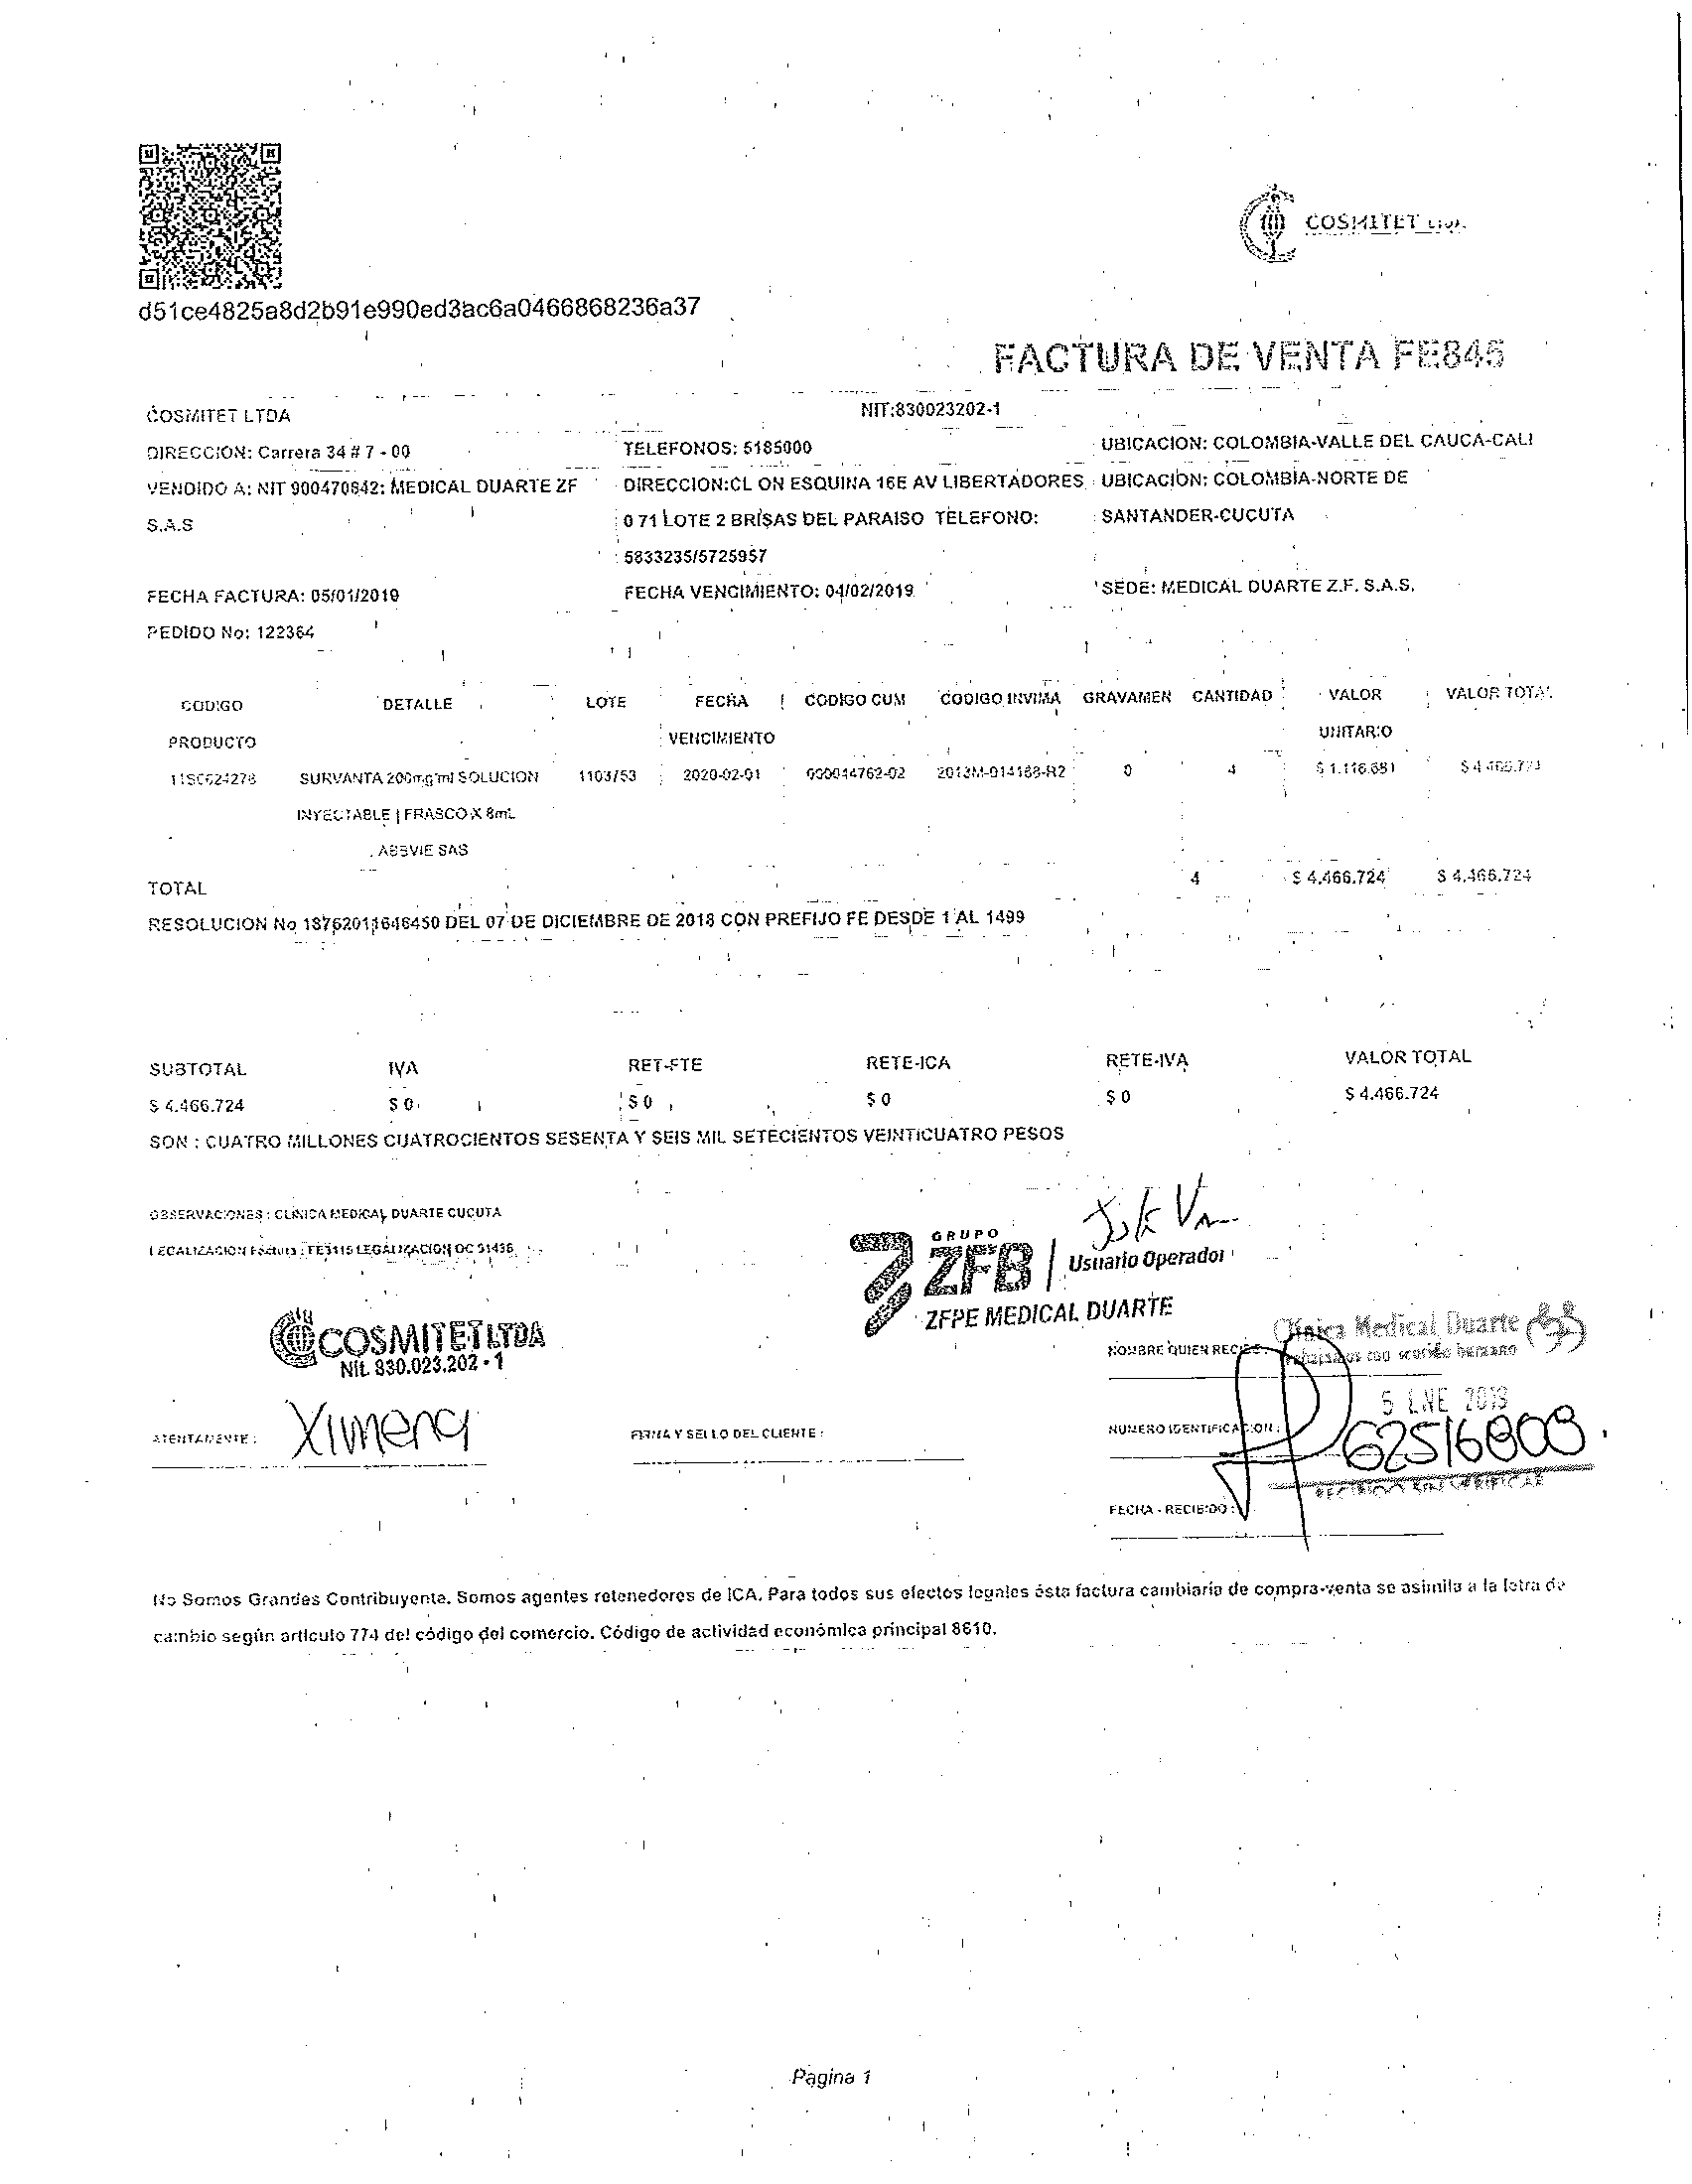 COSMITET LTDA.
d51ce4825a8d2b91e990ed3ac6a0466868236a37
FACTURA DE VENTA FE845
COSMITET LTDA NIT:830023202-1
DIRECCION: Carrera 34 # 7 - 00 TELEFONOS: 5185000 UBICACION: COLOMBIA-VALLE DEL CAUCA-CALI
VENDIDO A: NIT 900470642: MEDICAL DUARTE ZF DIRECCION:CL ON ESQUINA 16E AV LIBERTADORES UBICACION: COLOMBIA-NORTE DE
S.A.S 0 71 LOTE 2 BRISAS DEL PARAISO TELEFONO: SANTANDER-CUCUTA
5833235/5725957
FECHA FACTURA: 05/01/2019 FECHA VENCIMIENTO: 04/02/2019 SEDE: MEDICAL DUARTE Z.F. S.A.S.
PEDIDO No: 122364
CODIGO DETALLE LOTE FECHA CODIGO CUM CODIGO INVIMA GRAVAMEN CANTIDAD VALOR VALOR TOTAL
PRODUCTO VENCIMIENTO UNITARIO
SURVANTA 200mg/ml SOLUCION 2020-02-01 2013M-014168-R2 0 4 $ 1.116.681
INYECTABLE | FRASCO X 8mL
ABBVIE SAS
TOTAL 4 $ 4.466.724 $ 4.466.724
RESOLUCION No 18762011646450 DEL 07 DE DICIEMBRE DE 2018 CON PREFIJO FE DESDE 1 AL 1499
SUBTOTAL IVA RET-FTE RETE-ICA RETE-IVA VALOR TOTAL
$ 4.466.724 $ 0 $ 0 $ 0 $ 0 $ 4.466.724
SON : CUATRO MILLONES CUATROCIENTOS SESENTA Y SEIS MIL SETECIENTOS VEINTICUATRO PESOS
OBSERVACIONES : CLINICA MEDICAL DUARTE CUCUTA
LEGALIZACION Factura : FE3115 LEGALIZACION OC 31436
GRUPO
ZFB | Usuario Operador
ZFPE MEDICAL DUARTE
COSMITET LTDA
Nit. 830.023.202 - 1
Clínica Medical Duarte
NOMBRE QUIEN RECIBE :
5 ENE 2019
ATENTAMENTE : Ximena FIRMA Y SELLO DEL CLIENTE : NUMERO IDENTIFICACION : 62516808.
RECIBIDO SIN VERIFICAR
FECHA - RECIBIDO :
No Somos Grandes Contribuyente. Somos agentes retenedores de ICA. Para todos sus efectos legales ésta factura cambiaria de compra-venta se asimila a la letra de
cambio según articulo 774 del código del comercio. Código de actividad económica principal 8610.
Pagina 1